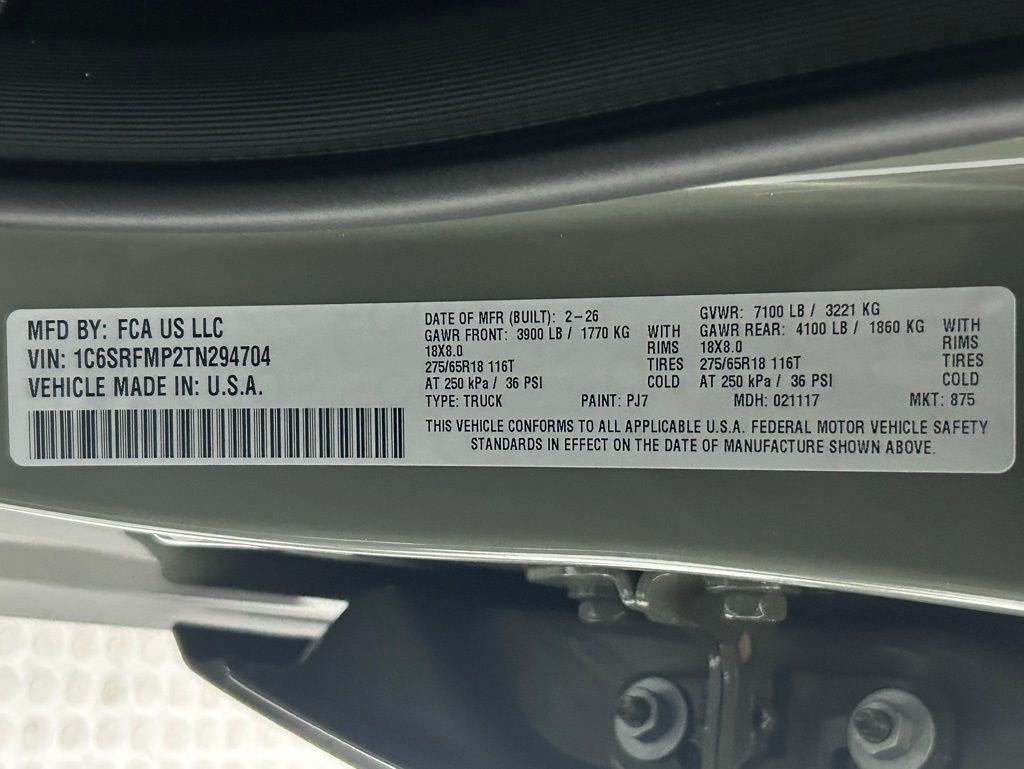 MFD BY: FCA US LLC
VIN: 1C6SRFMP2TN294704
VEHICLE MADE IN: U.S.A.
DATE OF MFR (BUILT): 2-26
GAWR FRONT: 3900 LB / 1770 KG WITH
18X8.0 RIMS
275/65R18 116T TIRES
AT 250 kPa / 36 PSI COLD
GVWR: 7100 LB / 3221 KG
GAWR REAR: 4100 LB / 1860 KG WITH
18X8.0 RIMS
275/65R18 116T TIRES
AT 250 kPa / 36 PSI COLD
TYPE: TRUCK PAINT: PJ7 MDH: 021117 MKT: 875
THIS VEHICLE CONFORMS TO ALL APPLICABLE U.S.A. FEDERAL MOTOR VEHICLE SAFETY
STANDARDS IN EFFECT ON THE DATE OF MANUFACTURE SHOWN ABOVE.